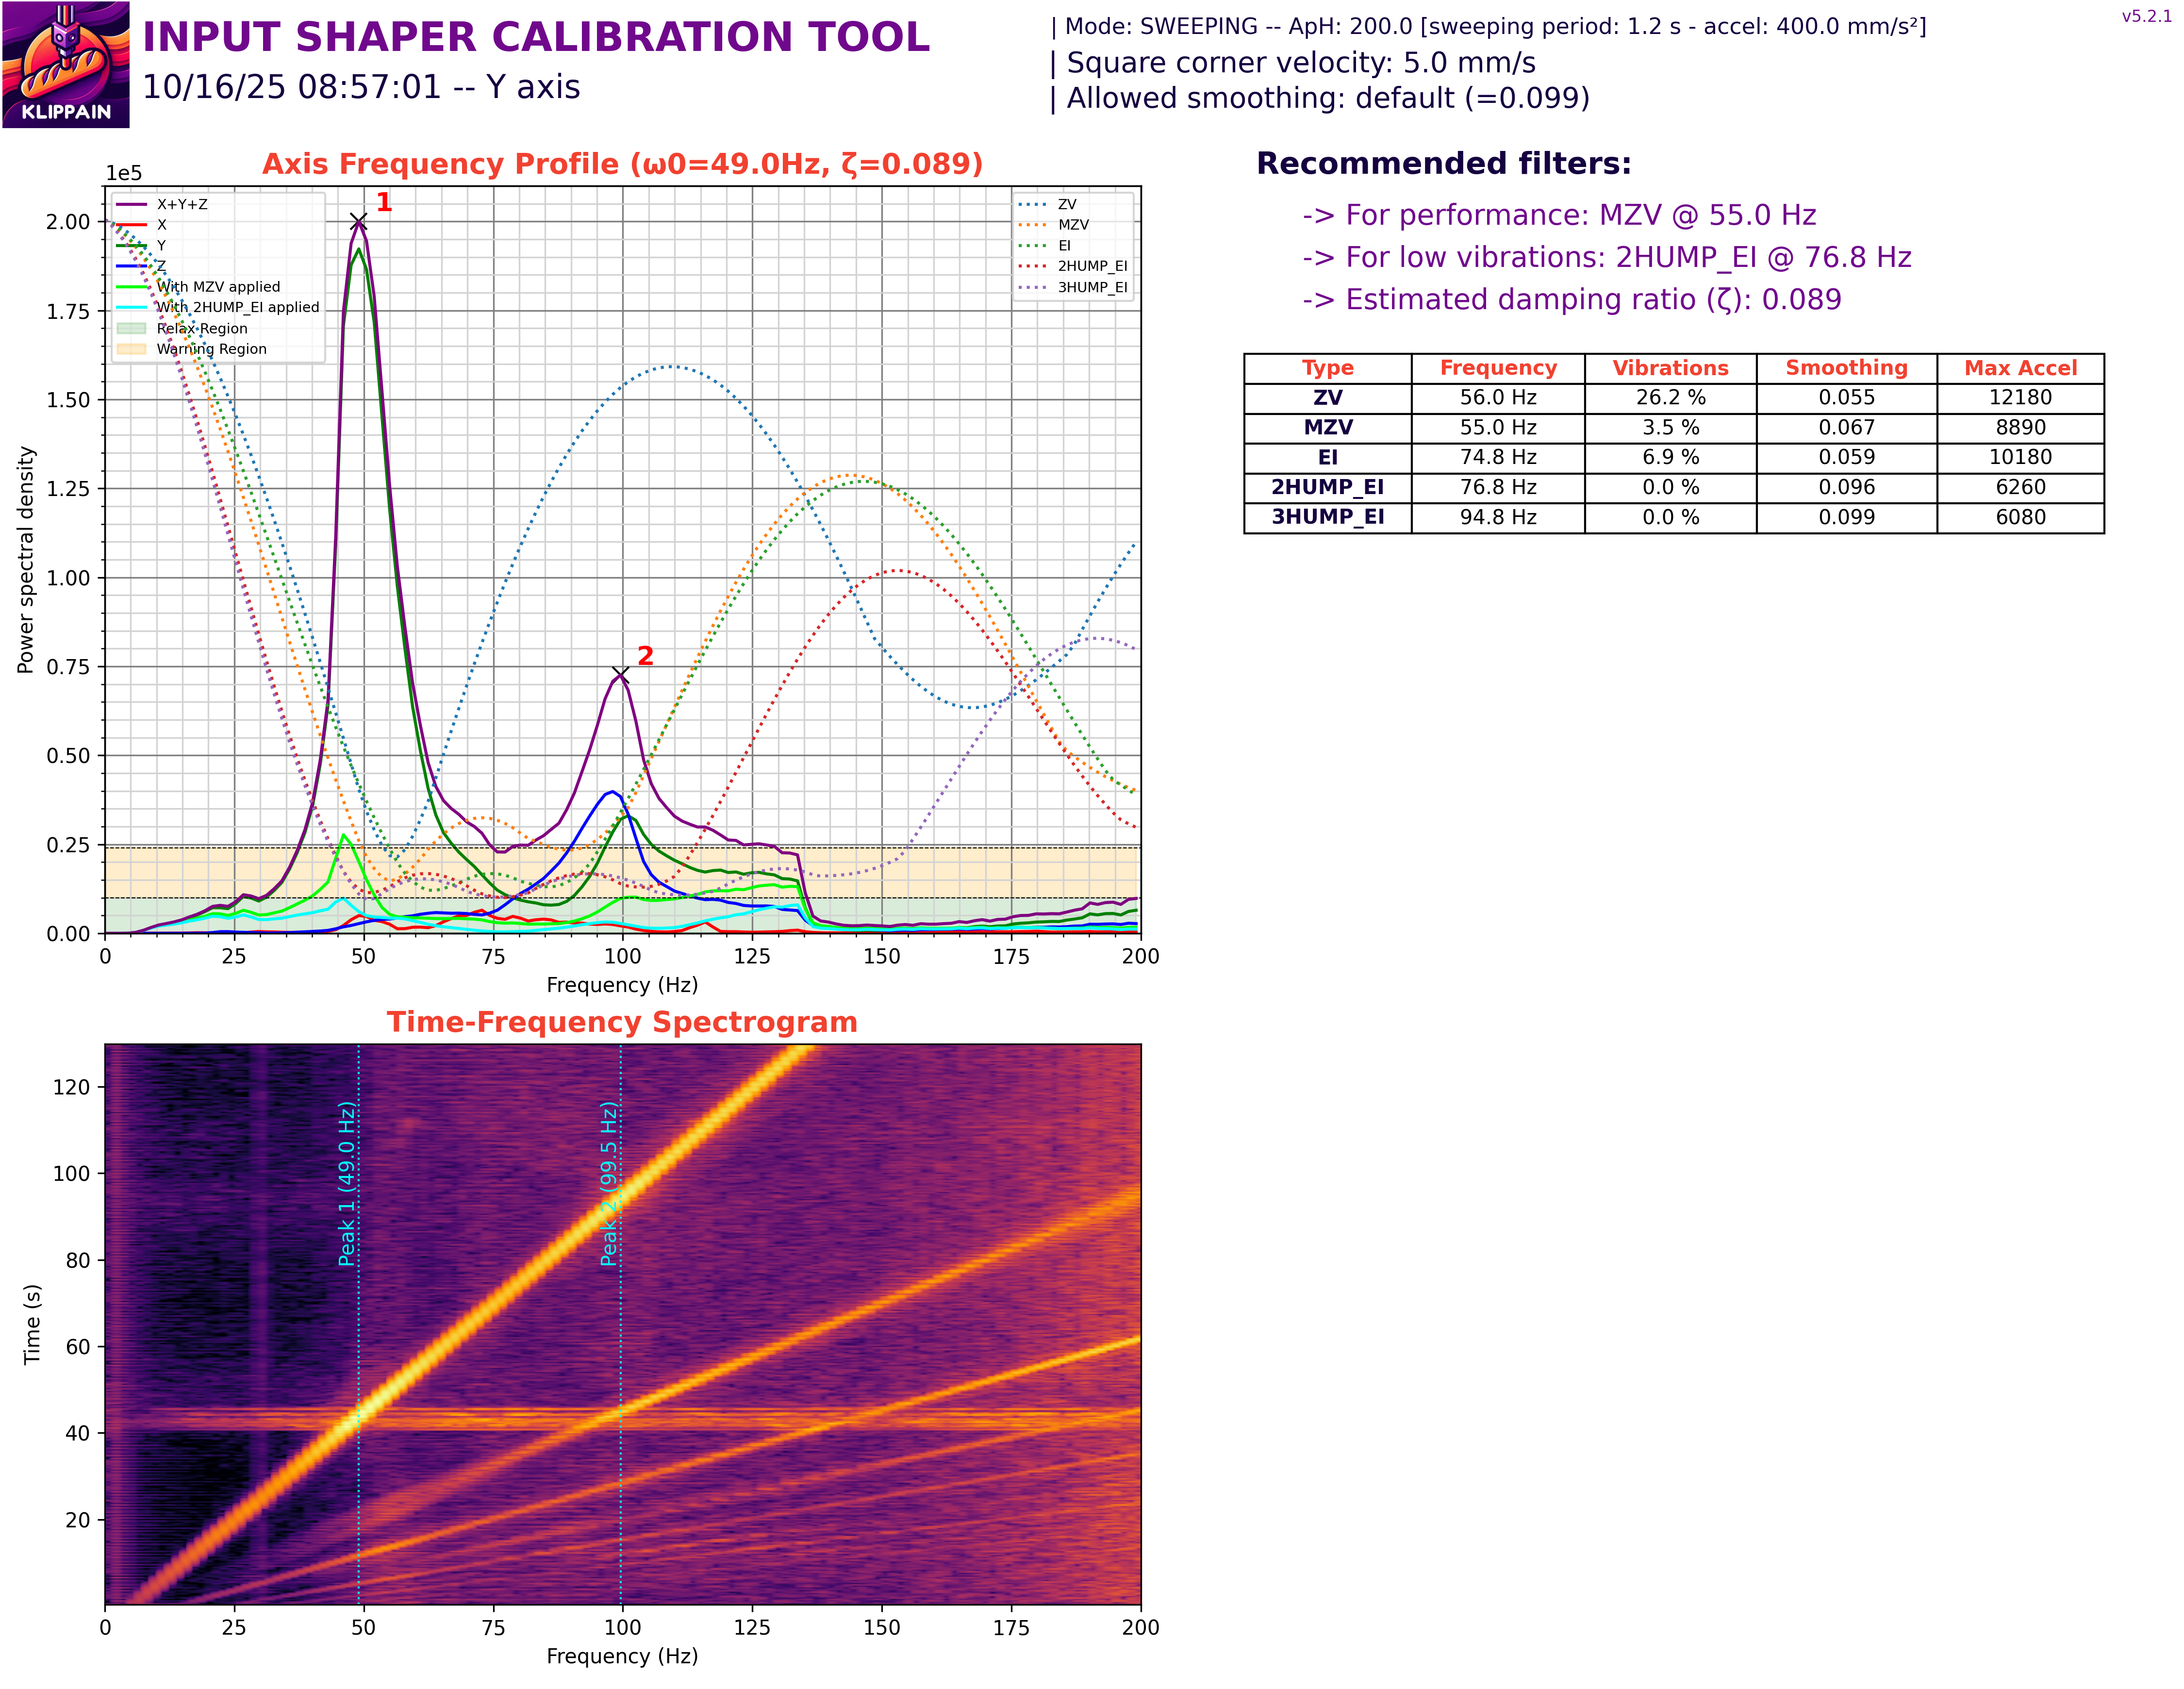 KLIPPAIN
INPUT SHAPER CALIBRATION TOOL
10/16/25 08:57:01 -- Y axis
| Mode: SWEEPING -- ApH: 200.0 [sweeping period: 1.2 s - accel: 400.0 mm/s²]
| Square corner velocity: 5.0 mm/s
| Allowed smoothing: default (=0.099)
v5.2.1
Axis Frequency Profile (ω0=49.0Hz, ζ=0.089)
1e5
2.00
1.75
1.50
1.25
1.00
0.75
0.50
0.25
0.00
Power spectral density
X+Y+Z
X
Y
Z
With MZV applied
With 2HUMP_EI applied
Relax Region
Warning Region
1
2
ZV
MZV
EI
2HUMP_EI
3HUMP_EI
0 25 50 75 100 125 150 175 200
Frequency (Hz)
Recommended filters:
-> For performance: MZV @ 55.0 Hz
-> For low vibrations: 2HUMP_EI @ 76.8 Hz
-> Estimated damping ratio (ζ): 0.089
Type Frequency Vibrations Smoothing Max Accel
ZV 56.0 Hz 26.2 % 0.055 12180
MZV 55.0 Hz 3.5 % 0.067 8890
EI 74.8 Hz 6.9 % 0.059 10180
2HUMP_EI 76.8 Hz 0.0 % 0.096 6260
3HUMP_EI 94.8 Hz 0.0 % 0.099 6080
Time-Frequency Spectrogram
120
100
80
60
40
20
Time (s)
Peak 1 (49.0 Hz)
Peak 2 (99.5 Hz)
0 25 50 75 100 125 150 175 200
Frequency (Hz)